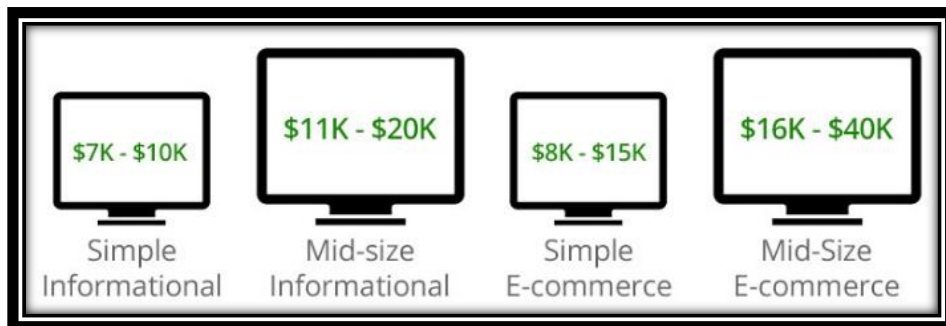 $7K - $10K
Simple
Informational
$11K - $20K
Mid-size
Informational
$8K - $15K
Simple
E-commerce
$16K - $40K
Mid-Size
E-commerce